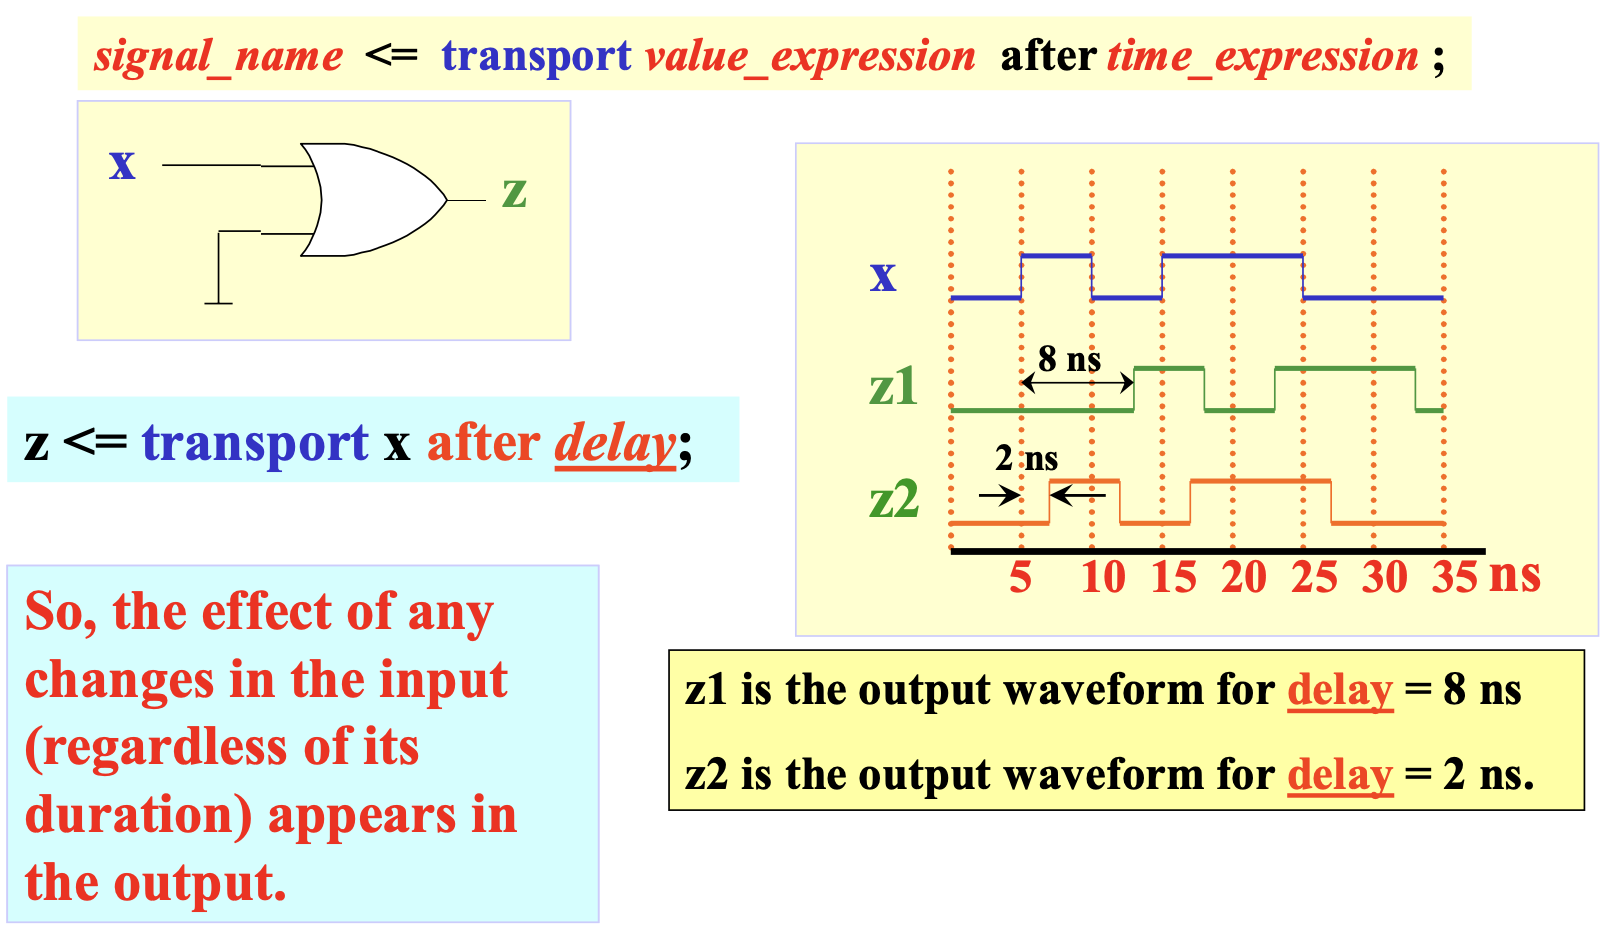 signal_name <= transport value_expression after time_expression ;
x
z
z <= transport x after delay;
So, the effect of any
changes in the input
(regardless of its
duration) appears in
the output.
x
8 ns
z1
2 ns
z2
5 10 15 20 25 30 35 ns
z1 is the output waveform for delay = 8 ns
z2 is the output waveform for delay = 2 ns.